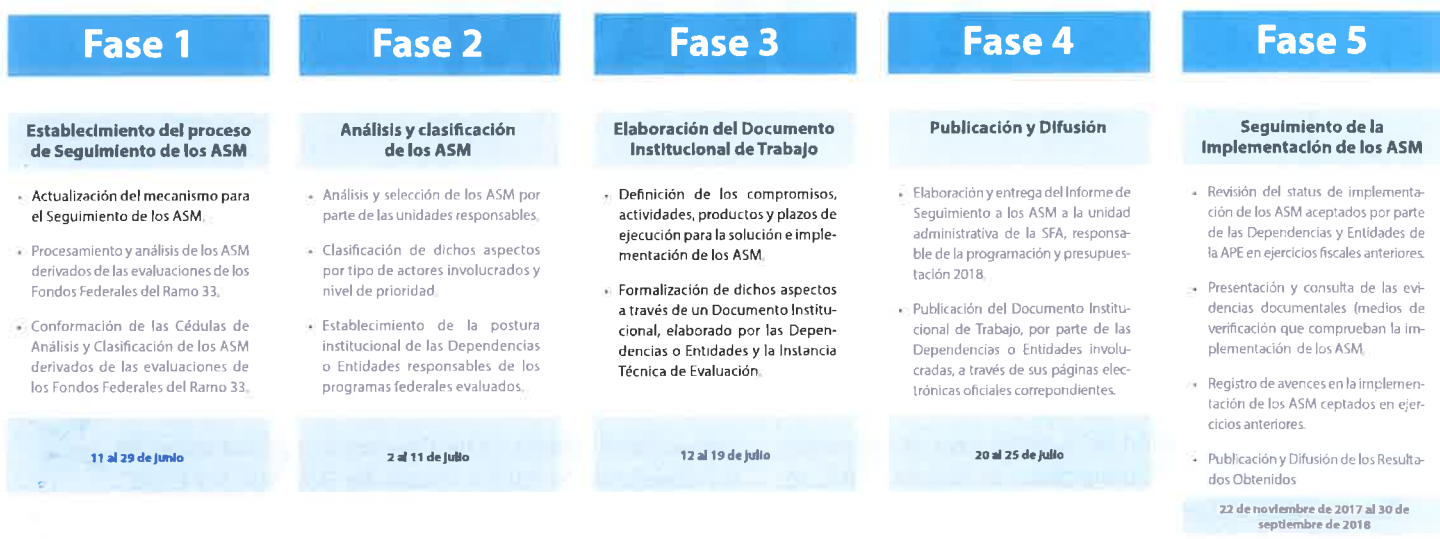 Fase 1
Establecimiento del proceso
de Seguimiento de los ASM
• Actualización del mecanismo para
el Seguimiento de los ASM.
• Procesamiento y análisis de los ASM
derivados de las evaluaciones de los
Fondos Federales del Ramo 33.
• Conformación de las Cédulas de
Análisis y Clasificación de los ASM
derivados de las evaluaciones de
los Fondos Federales del Ramo 33.
11 al 29 de junio
Fase 2
Análisis y clasificación
de los ASM
• Análisis y selección de los ASM por
parte de las unidades responsables.
• Clasificación de dichos aspectos
por tipo de actores involucrados y
nivel de prioridad.
• Establecimiento de la postura
institucional de las Dependencias
o Entidades responsables de los
programas federales evaluados.
2 al 11 de julio
Fase 3
Elaboración del Documento
Institucional de Trabajo
• Definición de los compromisos,
actividades, productos y plazos de
ejecución para la solución e imple-
mentación de los ASM.
• Formalización de dichos aspectos
a través de un Documento Institu-
cional, elaborado por las Depen-
dencias o Entidades y la Instancia
Técnica de Evaluación.
12 al 19 de julio
Fase 4
Publicación y Difusión
• Elaboración y entrega del Informe de
Seguimiento a los ASM a la unidad
administrativa de la SFA, responsa-
ble de la programación y presupues-
tación 2018.
• Publicación del Documento Institu-
cional de Trabajo, por parte de las
Dependencias o Entidades involu-
cradas, a través de sus páginas elec-
trónicas oficiales correpondientes.
20 al 25 de julio
Fase 5
Seguimiento de la
Implementación de los ASM
• Revisión del status de implementa-
ción de los ASM aceptados por parte
de las Dependencias y Entidades de
la APE en ejercicios fiscales anteriores.
• Presentación y consulta de las evi-
dencias documentales (medios de
verificación que comprueban la im-
plementación de los ASM.
• Registro de avences en la implemen-
tación de los ASM ceptados en ejer-
cicios anteriores.
• Publicación y Difusión de los Resulta-
dos Obtenidos
22 de noviembre de 2017 al 30 de
septiembre de 2018